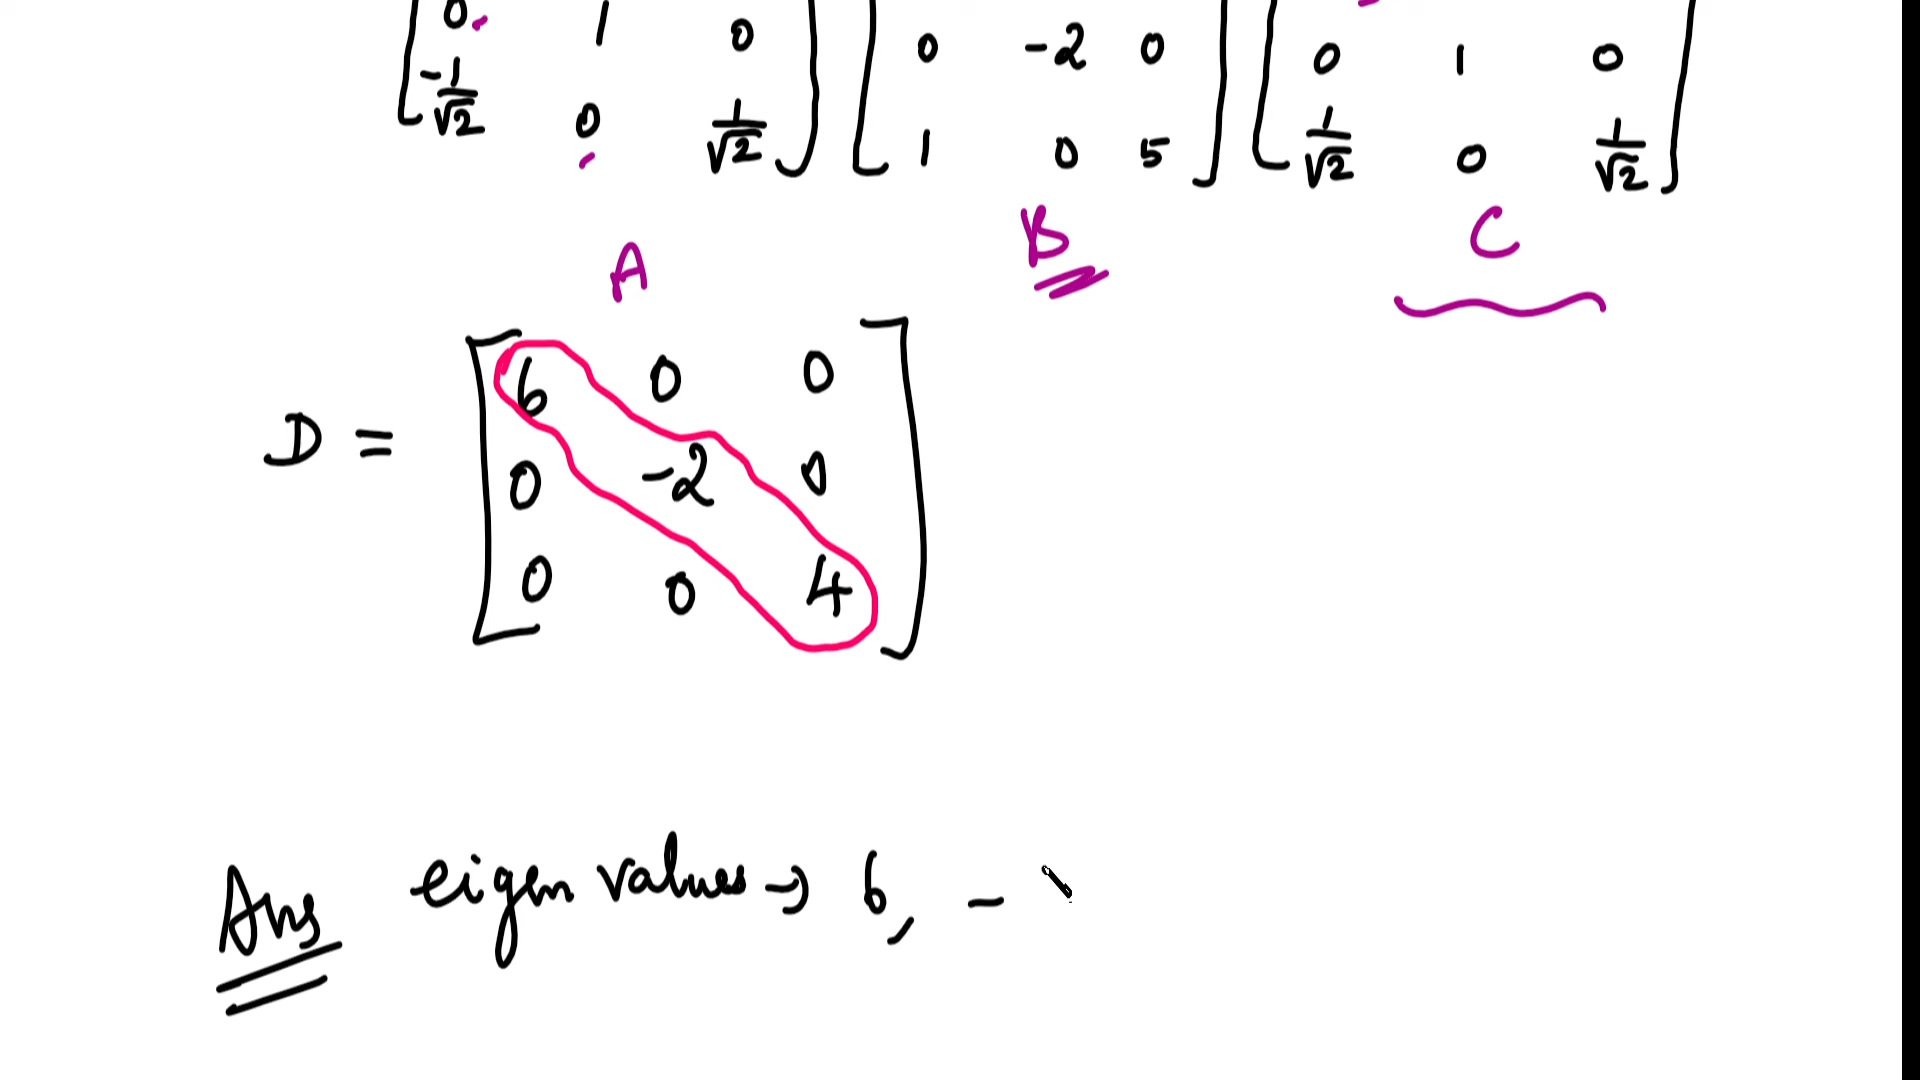 0 1 0 0 -2 0 0 1 0
-1/√2 0 1/√2 1 0 5 1/√2 0 1/√2
A B C
D = [6 0 0
0 -2 0
0 0 4]
Ans eigen values → 6, -